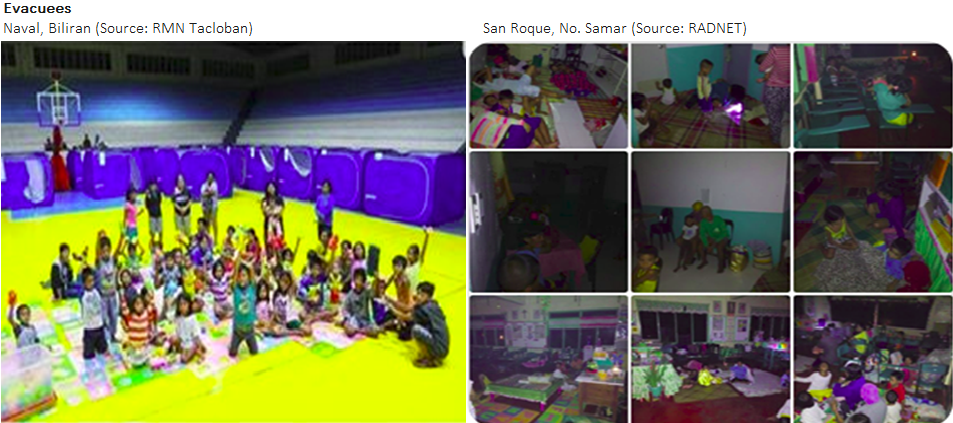 Evacuees
Naval, Biliran (Source: RMN Tacloban)
San Roque, No. Samar (Source: RADNET)